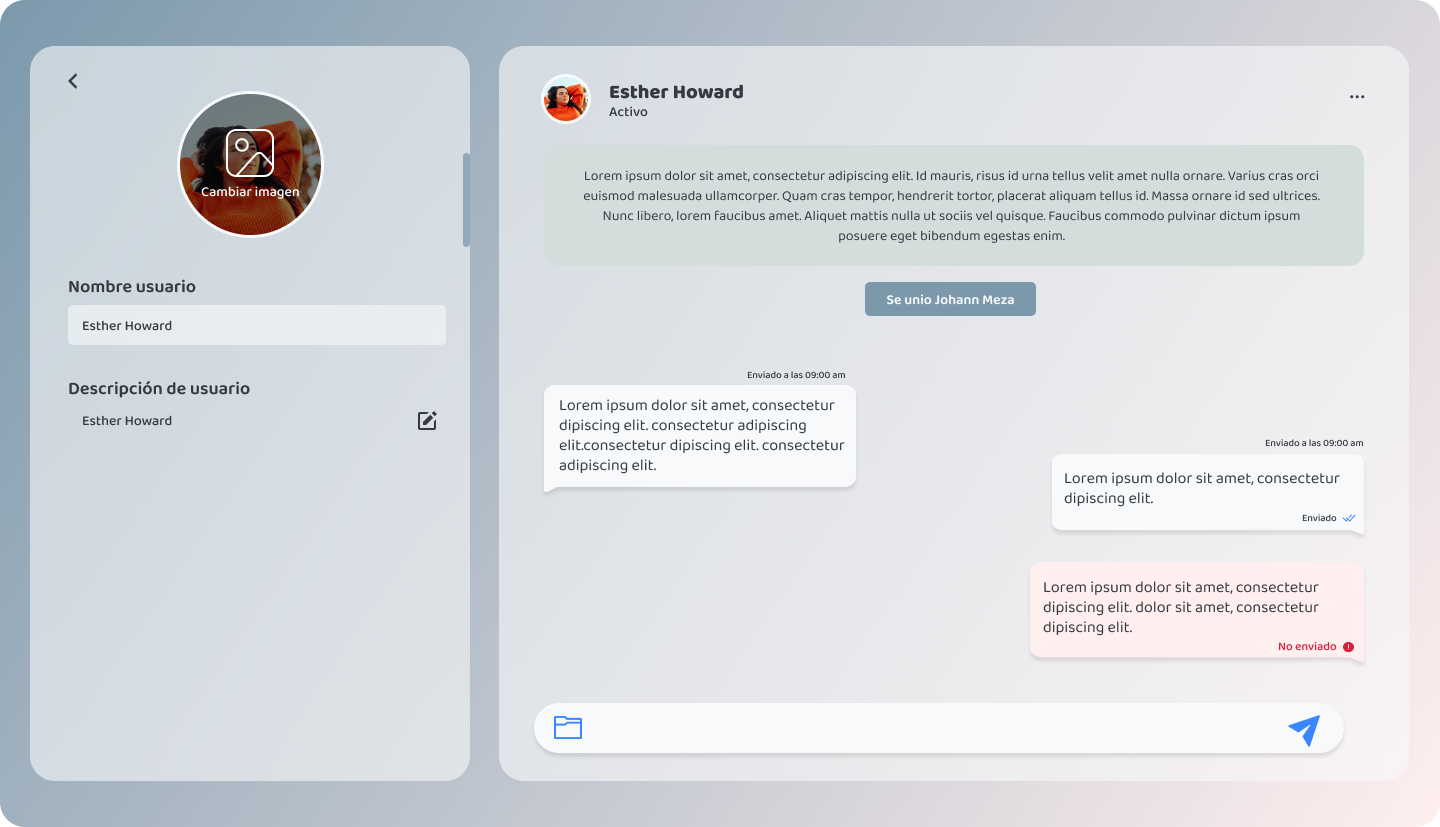 Cambiar imagen
Nombre usuario
Esther Howard
Descripción de usuario
Esther Howard
Esther Howard
Activo
Lorem ipsum dolor sit amet, consectetur adipiscing elit. Id mauris, risus id urna tellus velit amet nulla ornare. Varius cras orci
euismod malesuada ullamcorper. Quam cras tempor, hendrerit tortor, placerat aliquam tellus id. Massa ornare id sed ultrices.
Nunc libero, lorem faucibus amet. Aliquet mattis nulla ut sociis vel quisque. Faucibus commodo pulvinar dictum ipsum
posuere eget bibendum egestas enim.
Se unio Johann Meza
Enviado a las 09:00 am
Lorem ipsum dolor sit amet, consectetur
dipiscing elit. consectetur adipiscing
elit.consectetur dipiscing elit. consectetur
adipiscing elit.
Enviado a las 09:00 am
Lorem ipsum dolor sit amet, consectetur
dipiscing elit.
Enviado
Lorem ipsum dolor sit amet, consectetur
dipiscing elit. dolor sit amet, consectetur
dipiscing elit.
No enviado